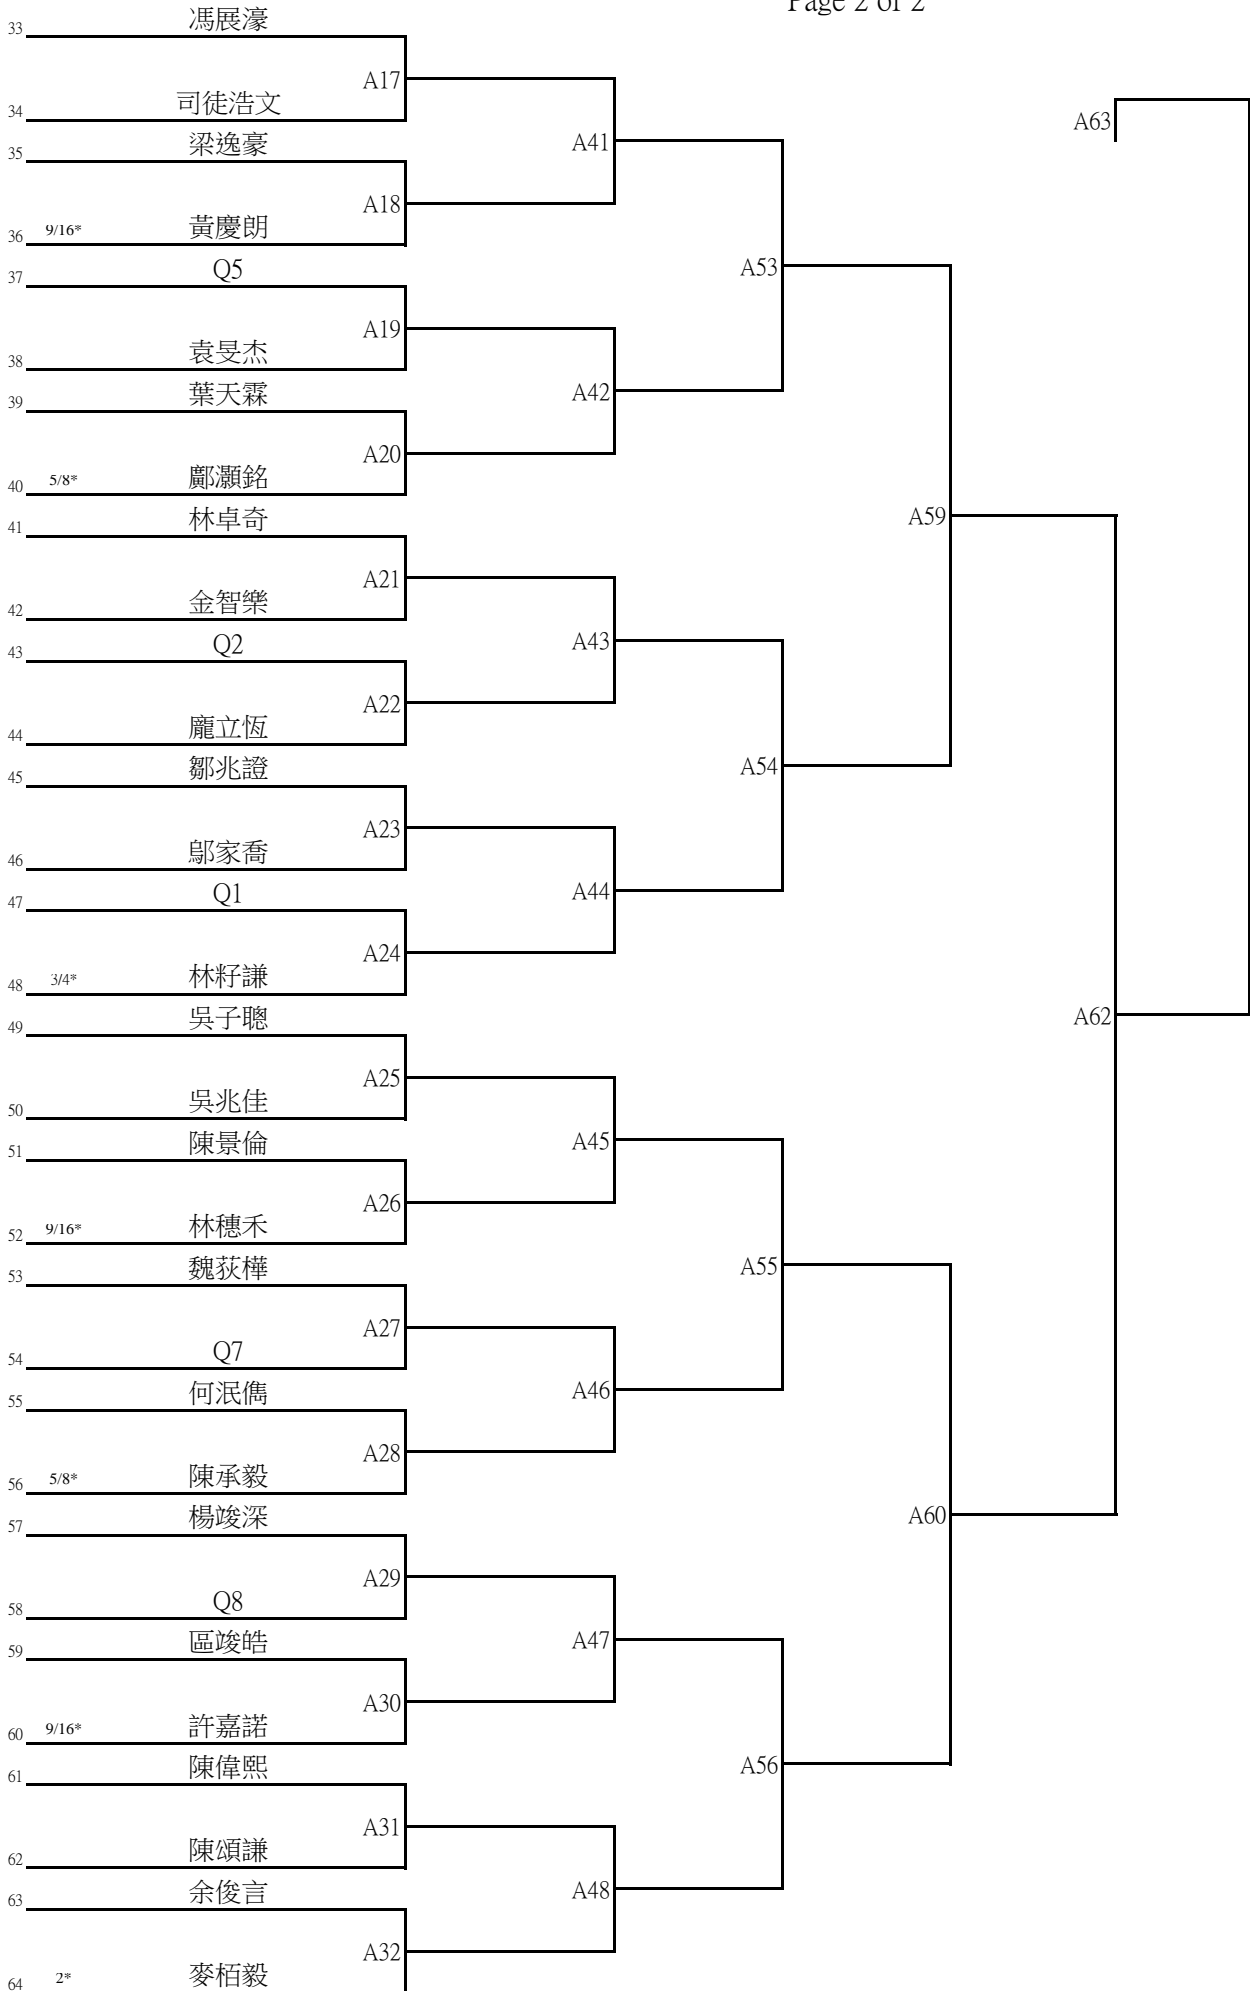 Page 2 of 2
33 馮展濠
A17
34 司徒浩文
A63
35 梁逸豪
A41
A18
36 9/16* 黃慶朗
37 Q5
A53
A19
38 袁旻杰
39 葉天霖
A42
A20
40 5/8* 鄺灝銘
41 林卓奇
A59
A21
42 金智樂
43 Q2
A43
A22
44 龐立恆
45 鄒兆證
A54
A23
46 鄔家喬
47 Q1
A44
A24
48 3/4* 林籽謙
49 吳子聰
A62
A25
50 吳兆佳
51 陳景倫
A45
A26
52 9/16* 林穗禾
53 魏荻樺
A55
A27
54 Q7
55 何泯儁
A46
A28
56 5/8* 陳承毅
57 楊竣深
A60
A29
58 Q8
59 區竣皓
A47
A30
60 9/16* 許嘉諾
61 陳偉熙
A56
A31
62 陳頌謙
63 余俊言
A48
A32
64 2* 麥栢毅